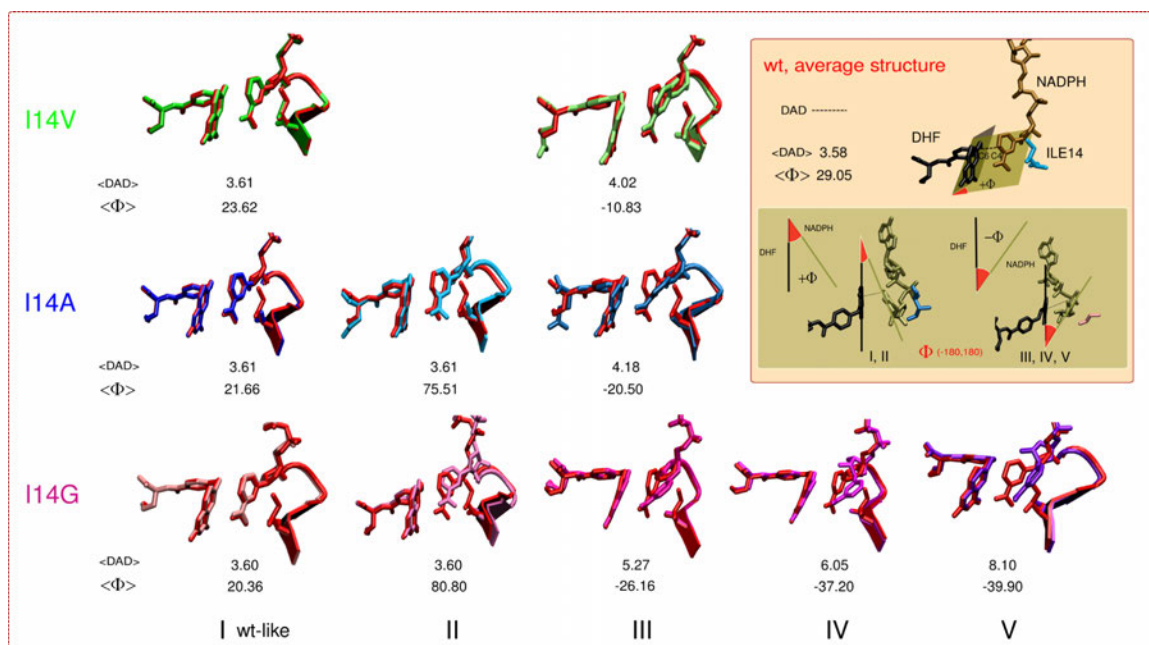 I14V
<DAD> 3.61 4.02
<Φ> 23.62 -10.83
wt, average structure
NADPH
DAD ---------
DHF
<DAD> 3.58
ILE14
<Φ> 29.05
C6 C4
+Φ
NADPH
DHF
+Φ
DHF
−Φ
NADPH
I, II
Φ (-180,180)
III, IV, V
I14A
<DAD> 3.61 3.61 4.18
<Φ> 21.66 75.51 -20.50
I14G
<DAD> 3.60 3.60 5.27 6.05 8.10
<Φ> 20.36 80.80 -26.16 -37.20 -39.90
I wt-like II III IV V